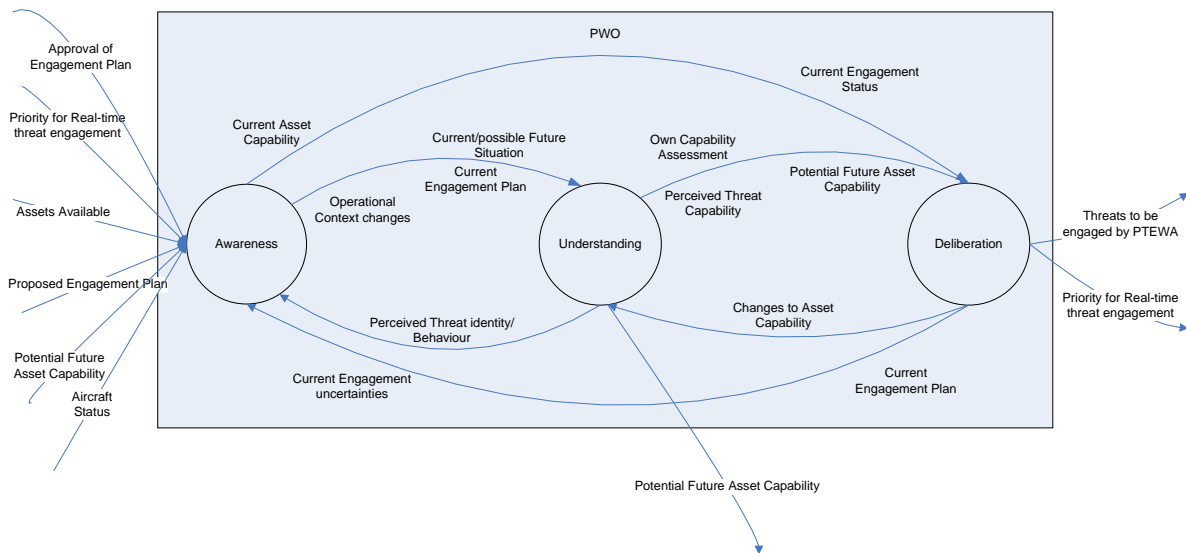 PWO
Approval of
Engagement Plan
Priority for Real-time
threat engagement
Assets Available
Proposed Engagement Plan
Potential Future
Asset Capability
Aircraft
Status
Current Asset
Capability
Current Engagement
Status
Current/possible Future
Situation
Current
Engagement Plan
Operational
Context changes
Own Capability
Assessment
Potential Future Asset
Capability
Perceived Threat
Capability
Awareness
Understanding
Deliberation
Threats to be
engaged by PTEWA
Priority for Real-time
threat engagement
Perceived Threat identity/
Behaviour
Changes to Asset
Capability
Current Engagement
uncertainties
Current
Engagement Plan
Potential Future Asset Capability